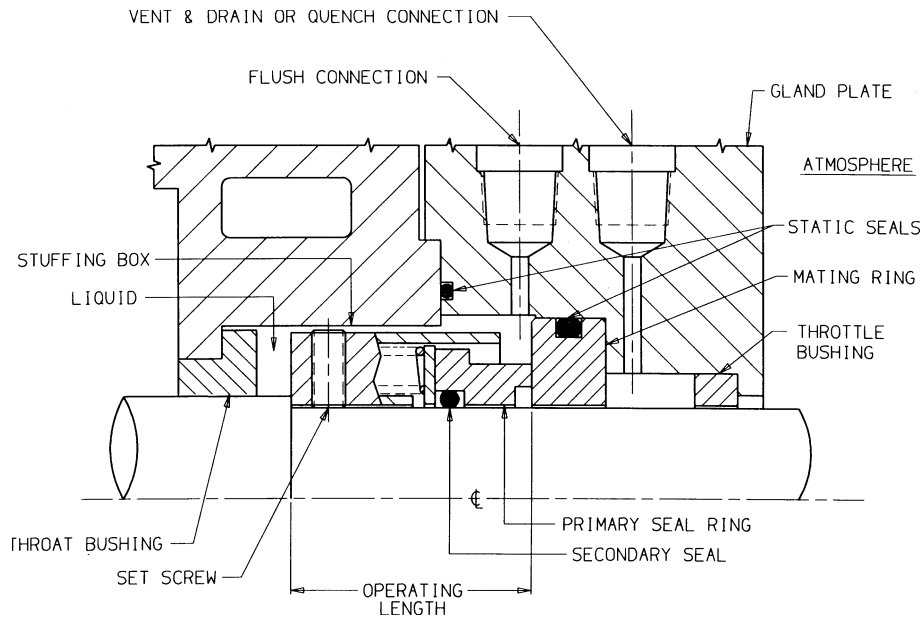 VENT & DRAIN OR QUENCH CONNECTION
FLUSH CONNECTION
GLAND PLATE
ATMOSPHERE
STATIC SEALS
STUFFING BOX
MATING RING
LIQUID
THROTTLE
BUSHING
℄
PRIMARY SEAL RING
THROAT BUSHING
SECONDARY SEAL
SET SCREW
OPERATING
LENGTH